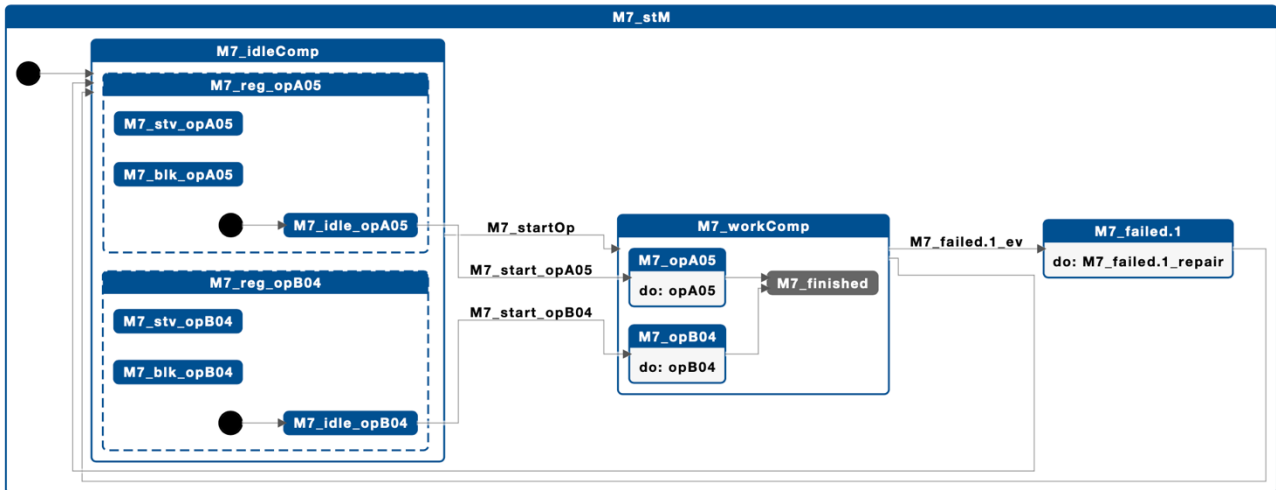 M7_stM
M7_idleComp
M7_reg_opA05
M7_stv_opA05
M7_blk_opA05
M7_idle_opA05
M7_reg_opB04
M7_stv_opB04
M7_blk_opB04
M7_idle_opB04
M7_startOp
M7_start_opA05
M7_start_opB04
M7_workComp
M7_opA05
do: opA05
M7_finished
M7_opB04
do: opB04
M7_failed.1_ev
M7_failed.1
do: M7_failed.1_repair